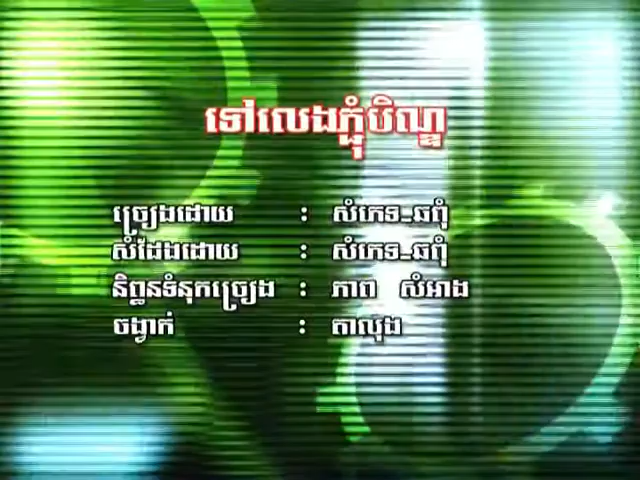 ទៅលេងភ្ជុំបិណ្ឌ
ច្រៀងដោយ : សំភេទ-ឆពុំ
សំដែងដោយ : សំភេទ-ឆពុំ
និព្ឋនទំនុកច្រៀង : ភាព សំអាង
ចង្វាក់ : តាលុង